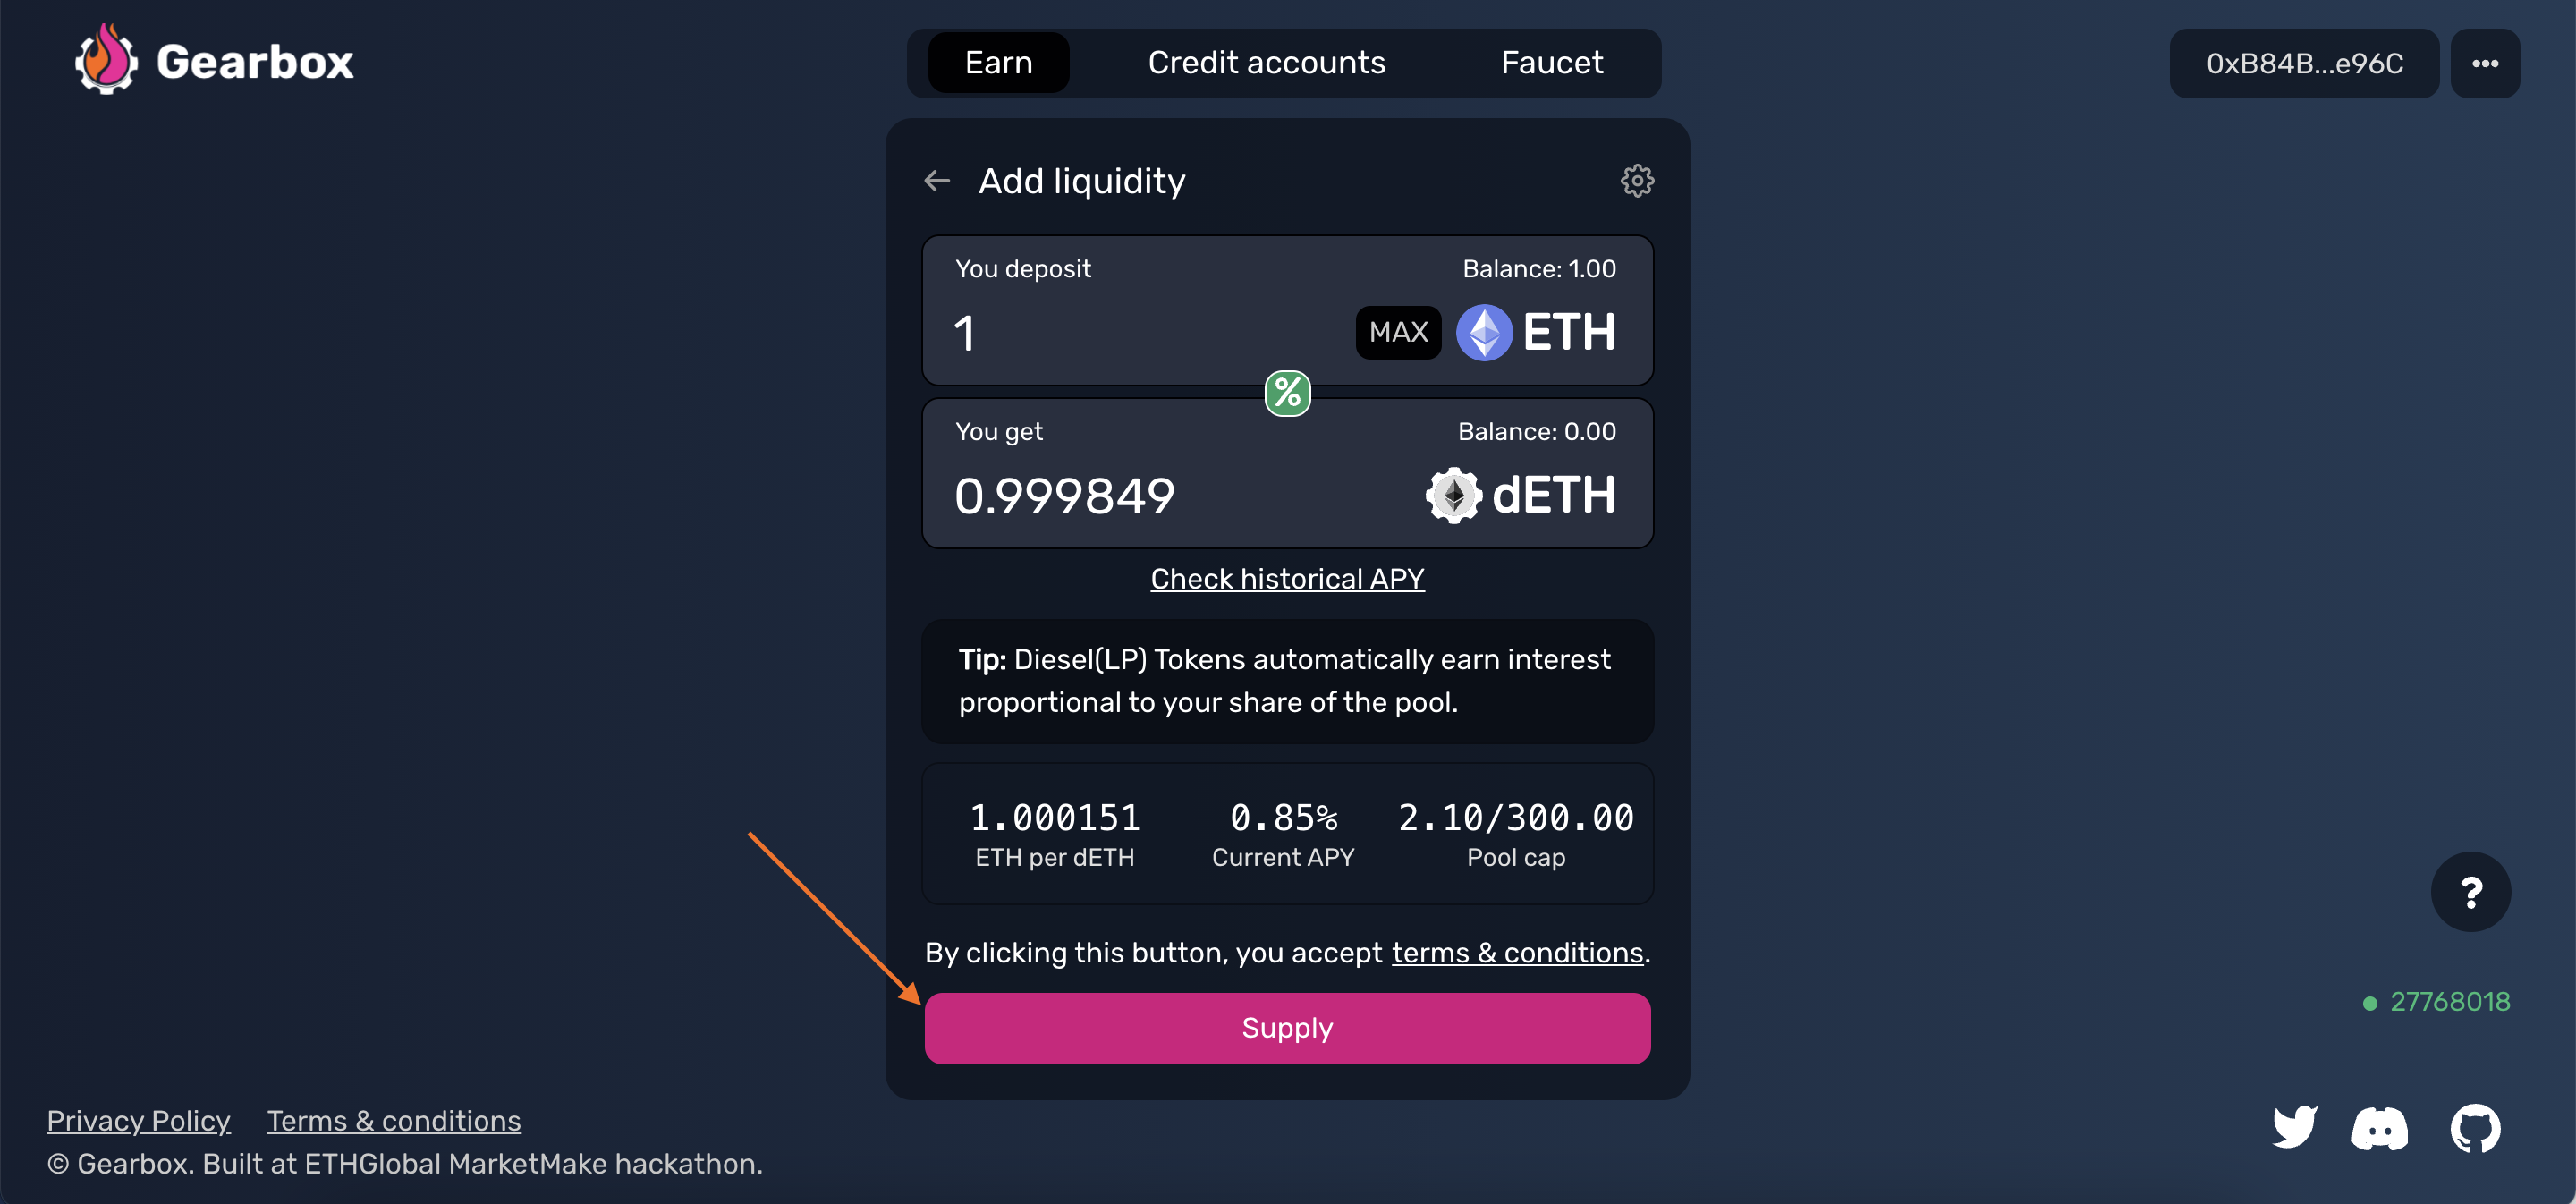 Gearbox
Earn
Credit accounts
Faucet
0xB84B...e96C
Add liquidity
You deposit
Balance: 1.00
1
MAX
ETH
%
You get
Balance: 0.00
0.999849
dETH
Check historical APY
Tip: Diesel(LP) Tokens automatically earn interest
proportional to your share of the pool.
1.000151
0.85%
2.10/300.00
ETH per dETH
Current APY
Pool cap
?
By clicking this button, you accept terms & conditions.
27768018
Supply
Privacy Policy
Terms & conditions
© Gearbox. Built at ETHGlobal MarketMake hackathon.